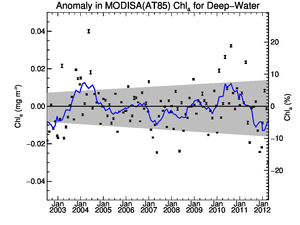 Anomaly in MODISA(AT85) Chlₐ for Deep-Water
0.04
0.02
0.00
-0.02
-0.04
Chlₐ (mg m⁻³)
20
10
0
-10
-20
Chlₐ (%)
Jan Jan Jan Jan Jan Jan Jan Jan Jan Jan
2003 2004 2005 2006 2007 2008 2009 2010 2011 2012